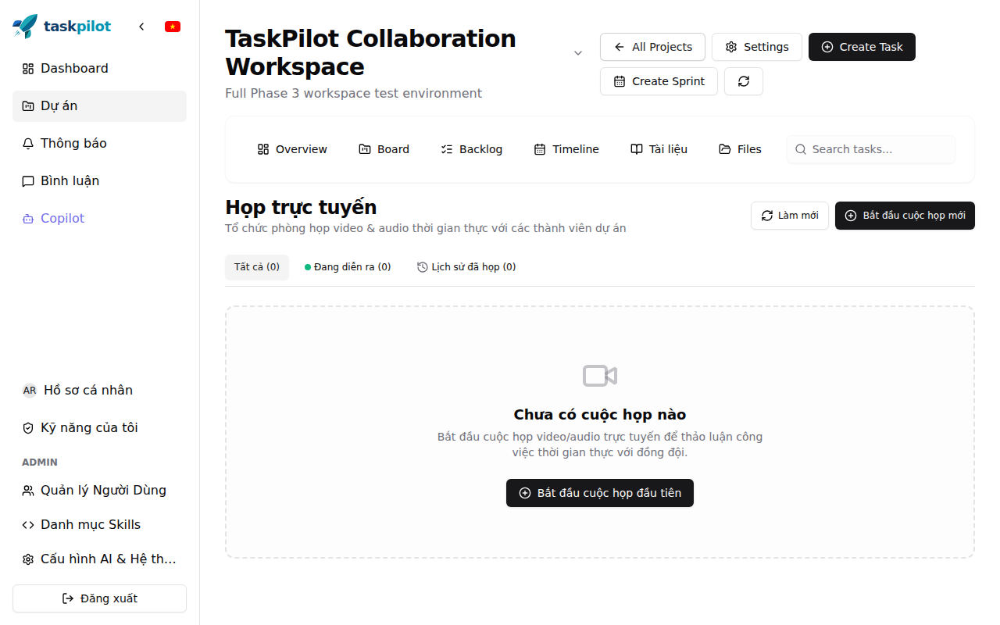 taskpilot
Dashboard
Dự án
Thông báo
Bình luận
Copilot
AR Hồ sơ cá nhân
Kỹ năng của tôi
ADMIN
Quản lý Người Dùng
Danh mục Skills
Cấu hình AI & Hệ th...
Đăng xuất
TaskPilot Collaboration
Workspace
Full Phase 3 workspace test environment
All Projects
Settings
Create Task
Create Sprint
Overview
Board
Backlog
Timeline
Tài liệu
Files
Search tasks...
Họp trực tuyến
Tổ chức phòng họp video & audio thời gian thực với các thành viên dự án
Làm mới
Bắt đầu cuộc họp mới
Tất cả (0)
Đang diễn ra (0)
Lịch sử đã họp (0)
Chưa có cuộc họp nào
Bắt đầu cuộc họp video/audio trực tuyến để thảo luận công
việc thời gian thực với đồng đội.
Bắt đầu cuộc họp đầu tiên